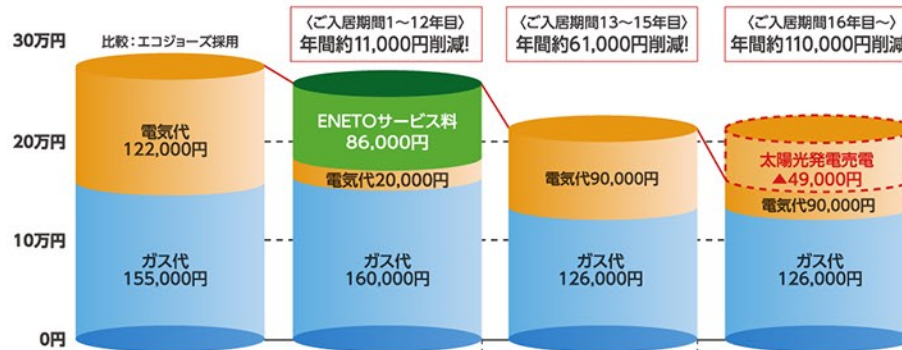 〈ご入居期間1〜12年目〉
年間約11,000円削減!
〈ご入居期間13〜15年目〉
年間約61,000円削減!
〈ご入居期間16年目〜〉
年間約110,000円削減!
30万円
20万円
10万円
0円
比較：エコジョーズ採用
電気代
122,000円
ガス代
155,000円
ENETOサービス料
86,000円
電気代20,000円
ガス代
160,000円
電気代90,000円
ガス代
126,000円
太陽光発電売電
▲49,000円
電気代90,000円
ガス代
126,000円